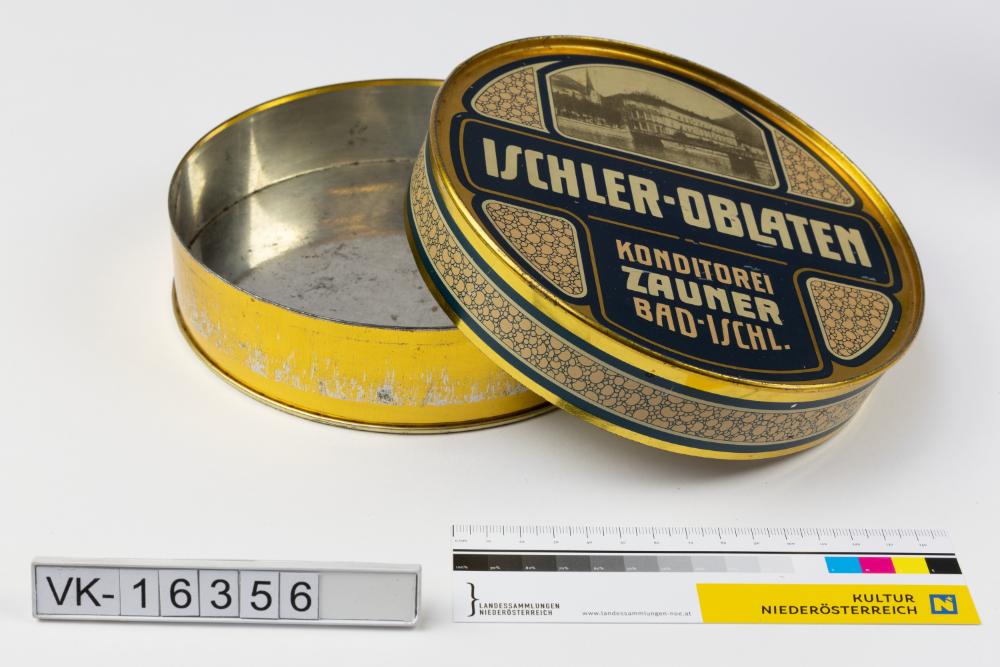 ISCHLER-OBLATEN
KONDITOREI
ZAUNER
BAD-ISCHL.
VK-16356
LANDESSAMMLUNGEN
NIEDERÖSTERREICH
www.landessammlungen-noe.at
KULTUR
NIEDERÖSTERREICH
N